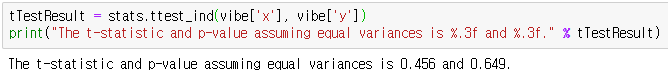 tTestResult = stats.ttest_ind(vibe['x'], vibe['y'])
print("The t-statistic and p-value assuming equal variances is %.3f and %.3f." % tTestResult)
The t-statistic and p-value assuming equal variances is 0.456 and 0.649.